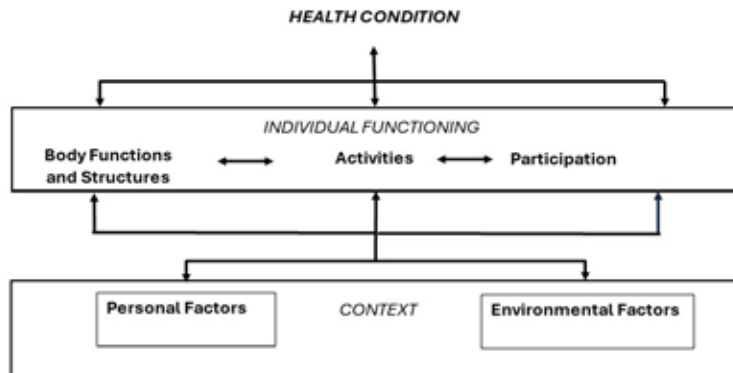 HEALTH CONDITION
INDIVIDUAL FUNCTIONING
Body Functions
and Structures
Activities
Participation
Personal Factors
CONTEXT
Environmental Factors